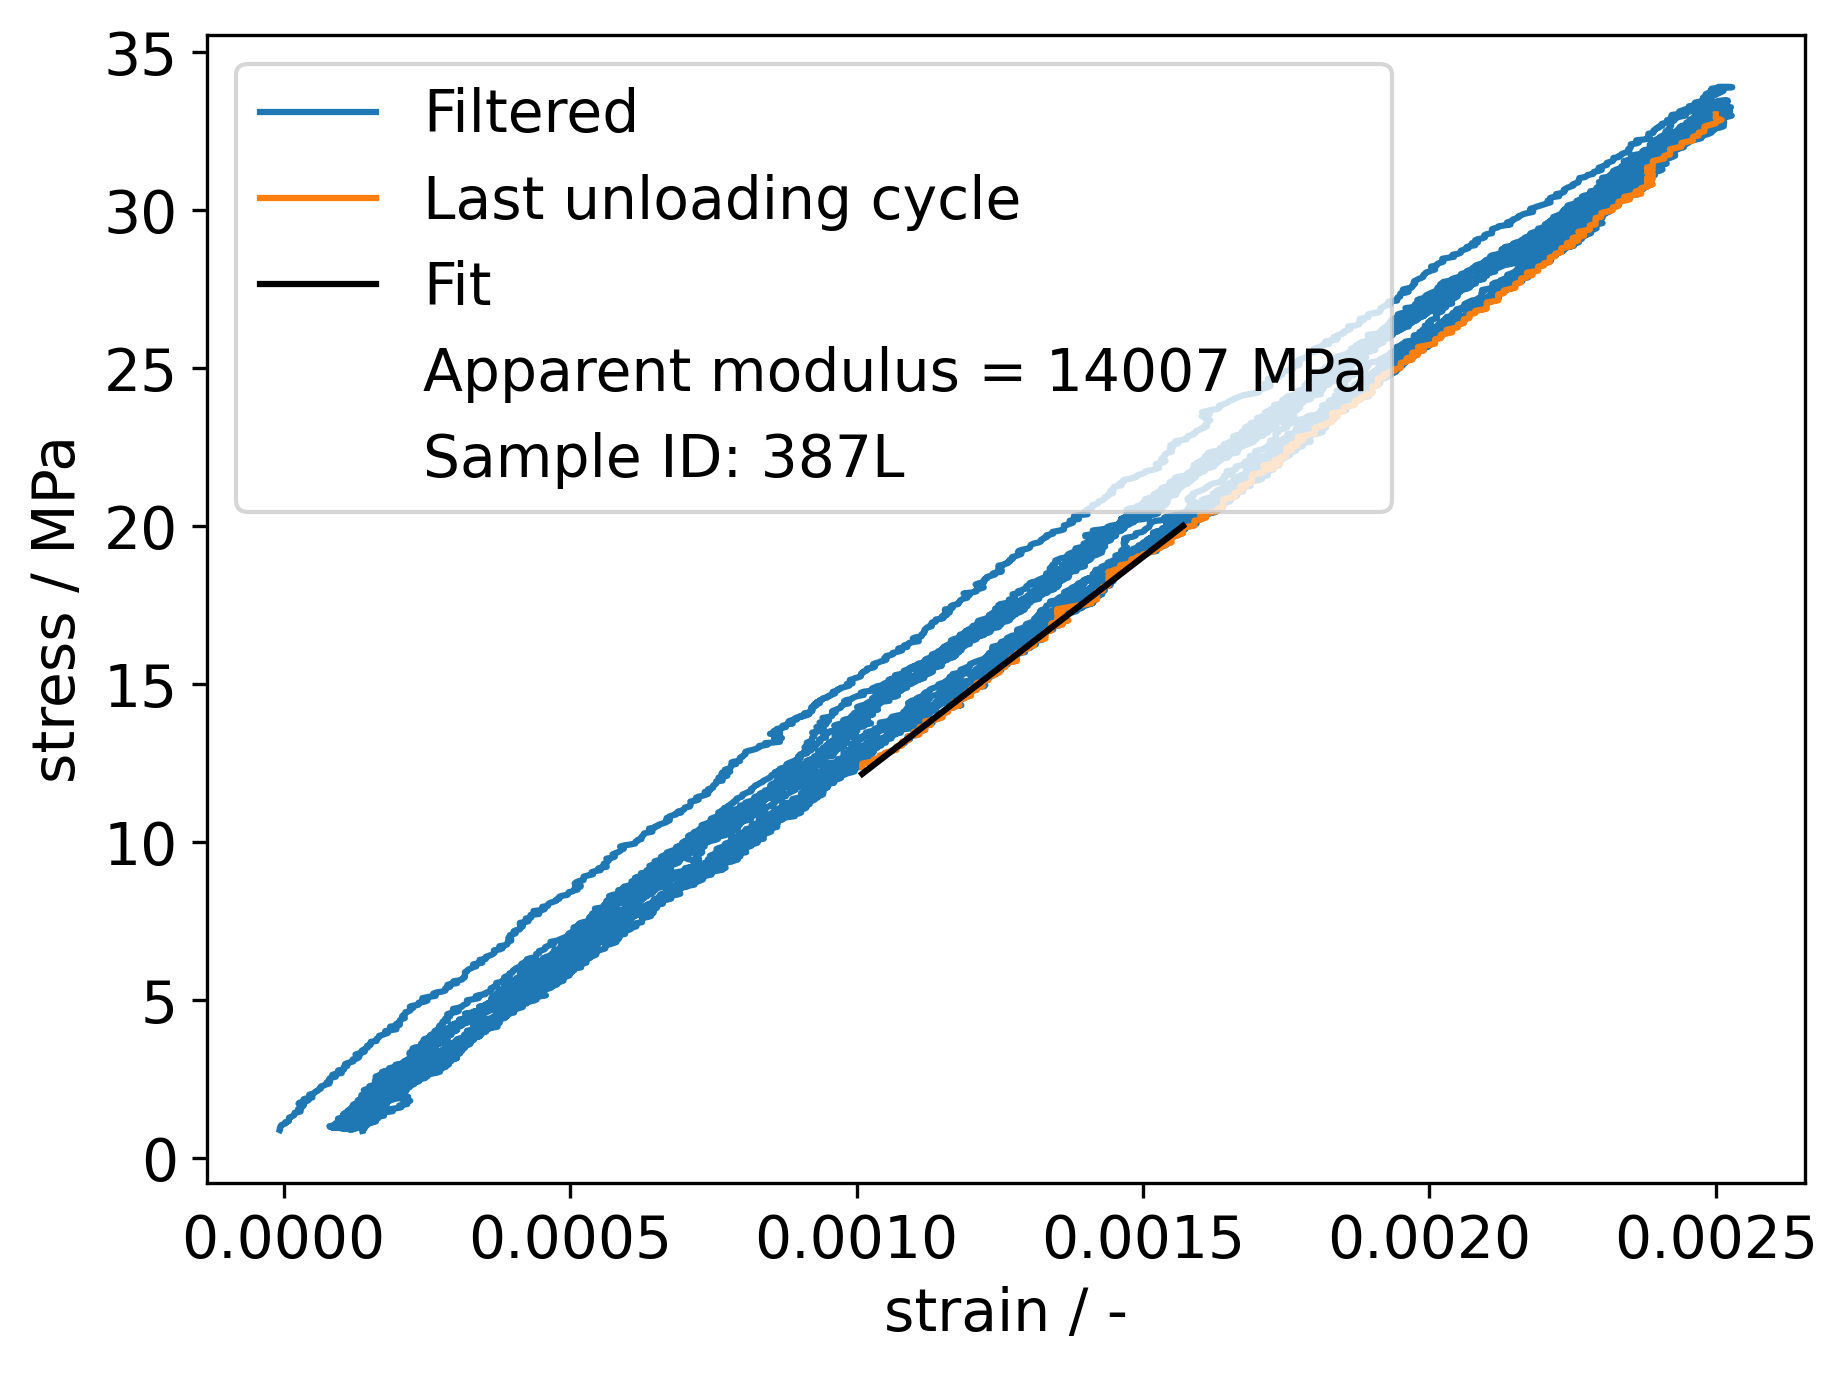 35
30
25
20
15
10
5
0
stress / MPa
Filtered
Last unloading cycle
Fit
Apparent modulus = 14007 MPa
Sample ID: 387L
0.0000 0.0005 0.0010 0.0015 0.0020 0.0025
strain / -